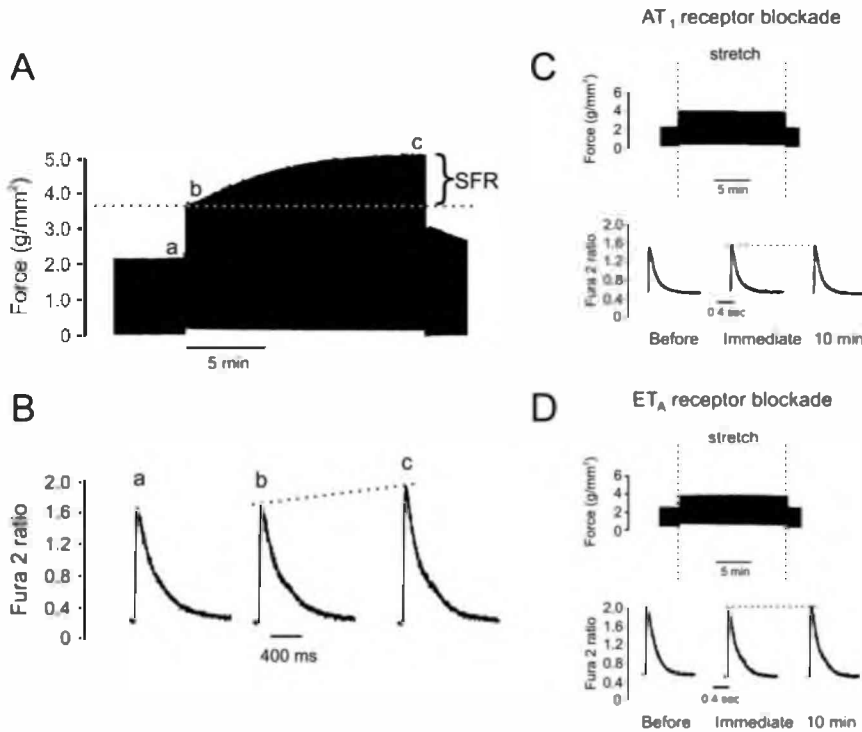 A
Force (g/mm²)
5.0
4.0
3.0
2.0
1.0
0
a
b
c
SFR
5 min
B
Fura 2 ratio
2.0
1.6
1.2
0.8
0.4
0
a
b
c
400 ms
AT1 receptor blockade
C
stretch
Force (g/mm²)
6
4
2
0
5 min
Fura 2 ratio
2.0
1.6
1.2
0.8
0.4
0
0.4 sec
Before Immediate 10 min
D
ETA receptor blockade
stretch
Force (g/mm²)
6
4
2
0
5 min
Fura 2 ratio
2.0
1.6
1.2
0.8
0.4
0
0.4 sec
Before Immediate 10 min